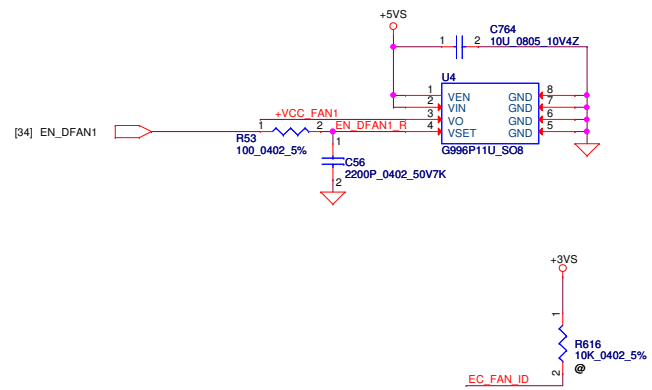 +5VS
C764
1 2
10U_0805_10V4Z
U4
1 VEN GND 8
2 VIN GND 7
+VCC_FAN1 3 VO GND 6
[34] EN_DFAN1 EN_DFAN1_R 4 VSET GND 5
R53 1 2
100_0402_5%
G996P11U_SO8
1
C56
2200P_0402_50V7K
2
+3VS
1
R616
10K_0402_5%
2
@
EC_FAN_ID